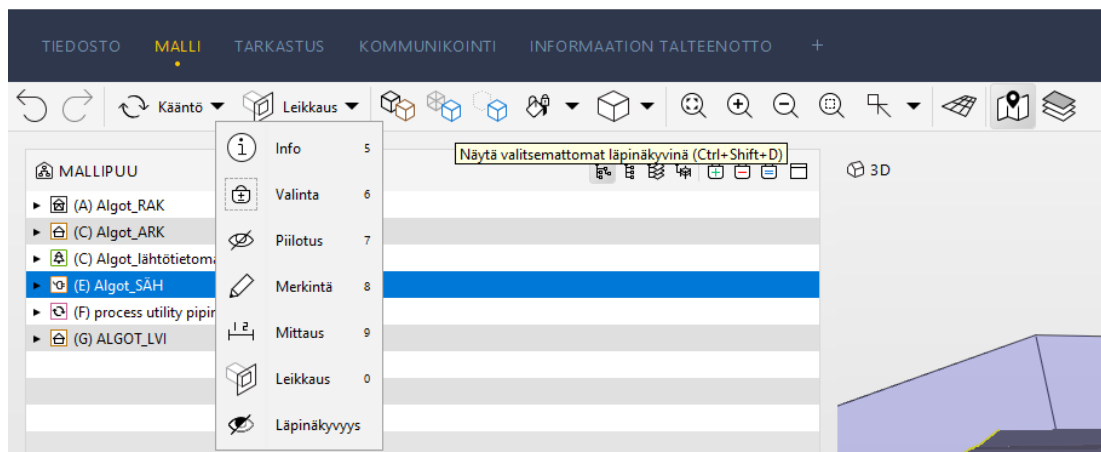 TIEDOSTO MALLI TARKASTUS KOMMUNIKOINTI INFORMAATION TALTEENOTTO +
Kääntö Leikkaus
Näytä valitsemattomat läpinäkyvinä (Ctrl+Shift+D)
MALLIPUU
(A) Algot_RAK
(C) Algot_ARK
(C) Algot_lähtötietoma
(E) Algot_SÄH
(F) process utility pipin
(G) ALGOT_LVI
Info 5
Valinta 6
Piilotus 7
Merkintä 8
Mittaus 9
Leikkaus 0
Läpinäkyvyys
3D